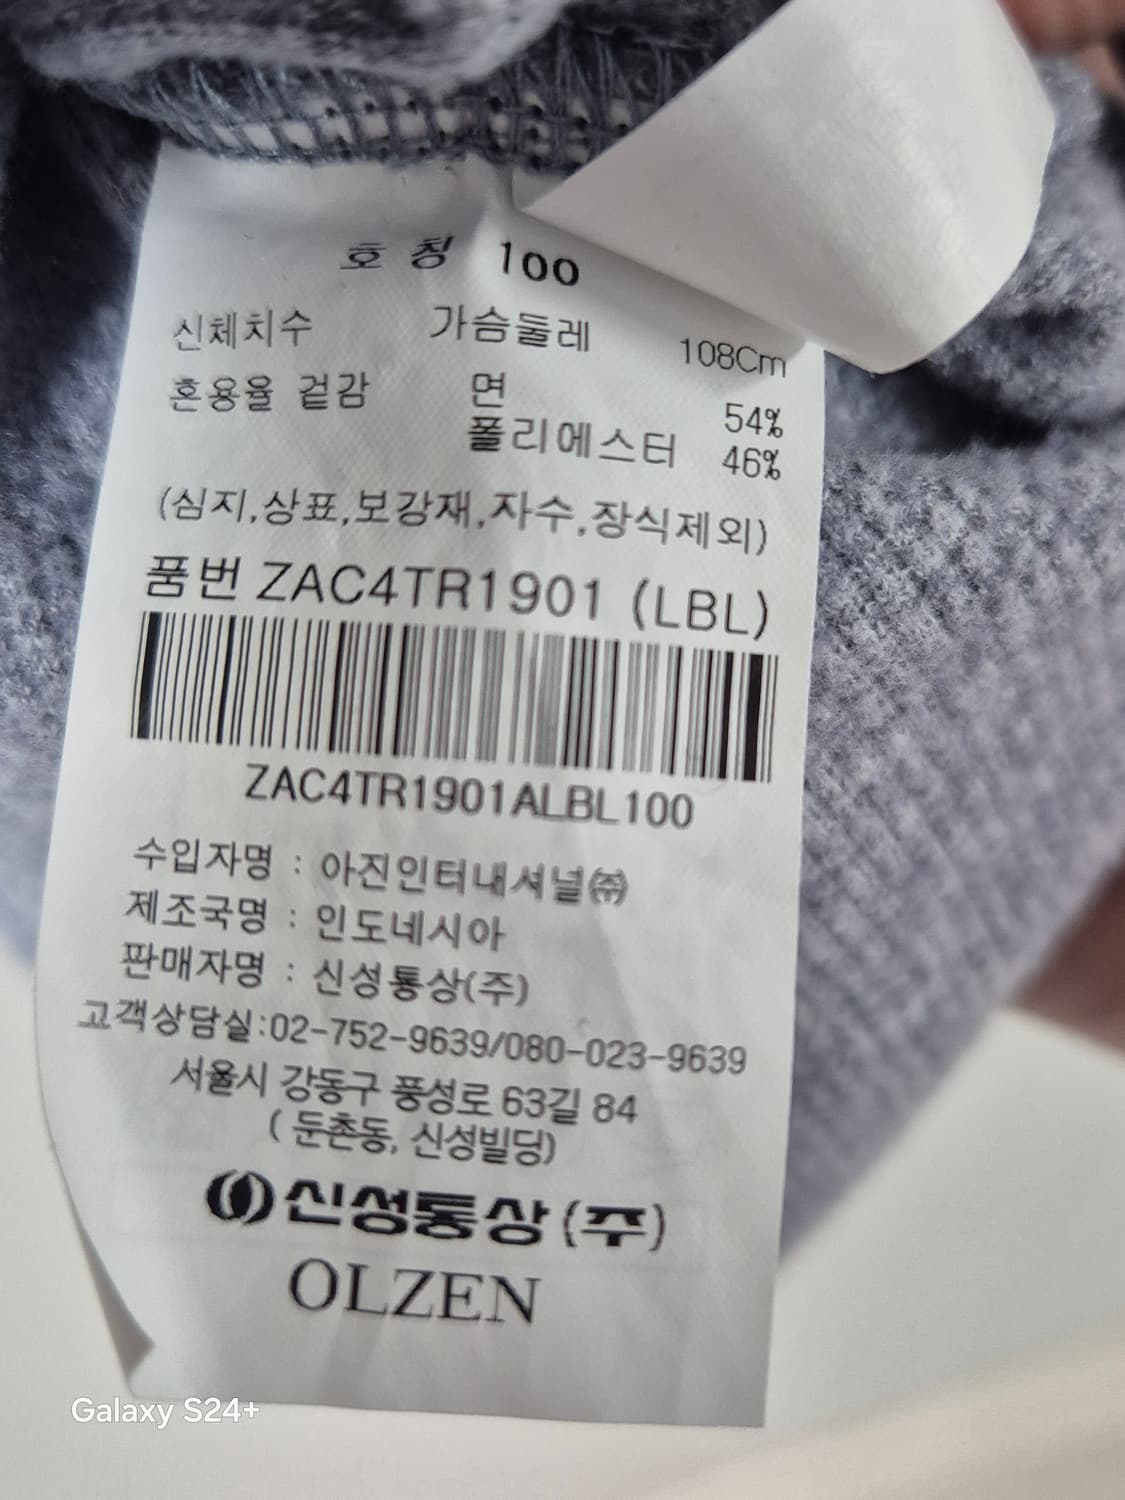 호 칭 100
신체치수 가슴둘레 108Cm
혼용율 겉감 면 54%
폴리에스터 46%
(심지,상표,보강재,자수,장식제외)
품번 ZAC4TR1901 (LBL)
ZAC4TR1901ALBL100
수입자명 : 아진인터내셔널㈜
제조국명 : 인도네시아
판매자명 : 신성통상(주)
고객상담실:02-752-9639/080-023-9639
서울시 강동구 풍성로 63길 84
( 둔촌동, 신성빌딩)
신성통상(주)
OLZEN
Galaxy S24+